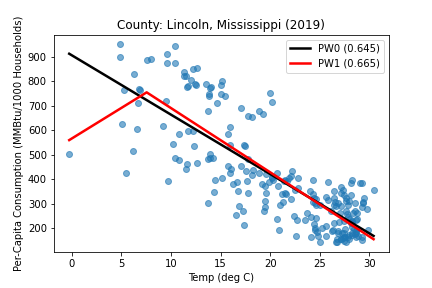 County: Lincoln, Mississippi (2019)
PW0 (0.645)
PW1 (0.665)
Per-Capita Consumption (MMBtu/1000 Households)
900
800
700
600
500
400
300
200
0 5 10 15 20 25 30
Temp (deg C)